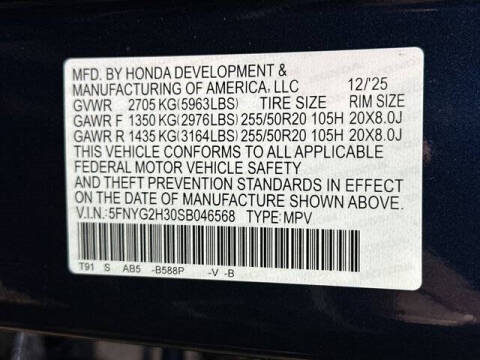 MFD. BY HONDA DEVELOPMENT &
MANUFACTURING OF AMERICA, LLC 12/'25
GVWR 2705 KG(5963LBS) TIRE SIZE RIM SIZE
GAWR F 1350 KG(2976LBS) 255/50R20 105H 20X8.0J
GAWR R 1435 KG(3164LBS) 255/50R20 105H 20X8.0J
THIS VEHICLE CONFORMS TO ALL APPLICABLE
FEDERAL MOTOR VEHICLE SAFETY
AND THEFT PREVENTION STANDARDS IN EFFECT
ON THE DATE OF MANUFACTURE SHOWN ABOVE.
V.I.N.: 5FNYG2H30SB046568 TYPE: MPV
T91 S AB5 -B588P -V -B